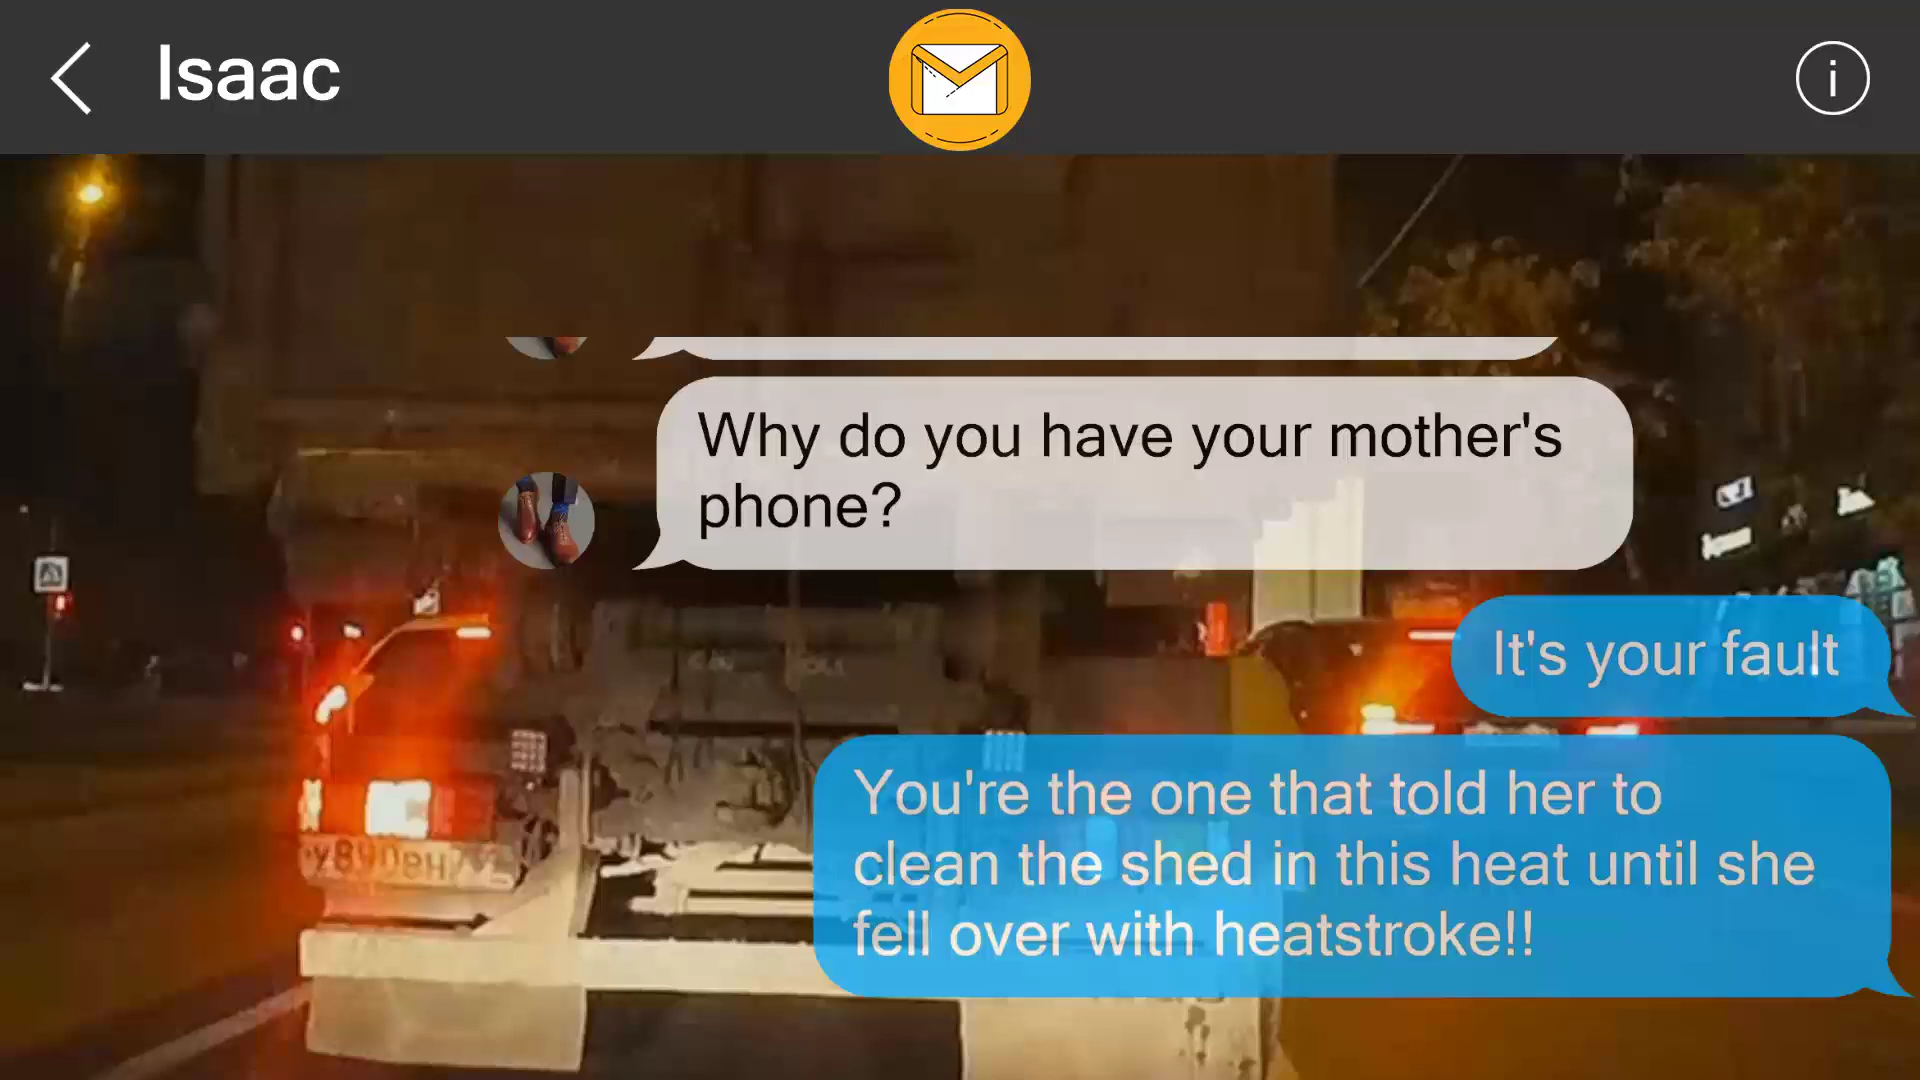 Isaac
Why do you have your mother's
phone?
It's your fault
You're the one that told her to
clean the shed in this heat until she
fell over with heatstroke!!